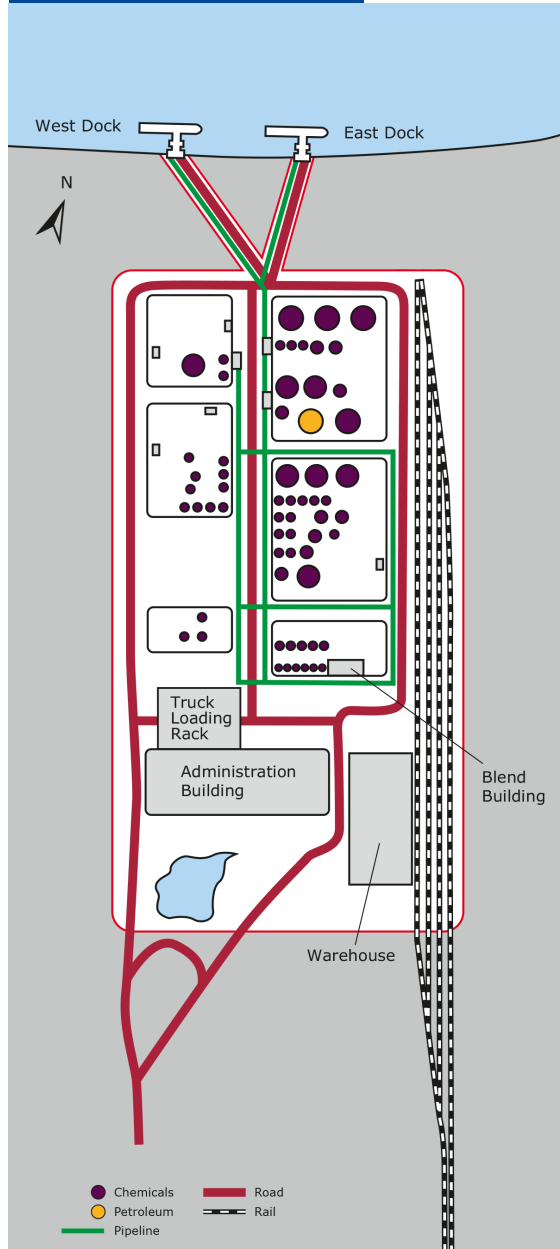 West Dock
East Dock
N
Truck
Loading
Rack
Administration
Building
Blend
Building
Warehouse
Chemicals
Road
Petroleum
Rail
Pipeline